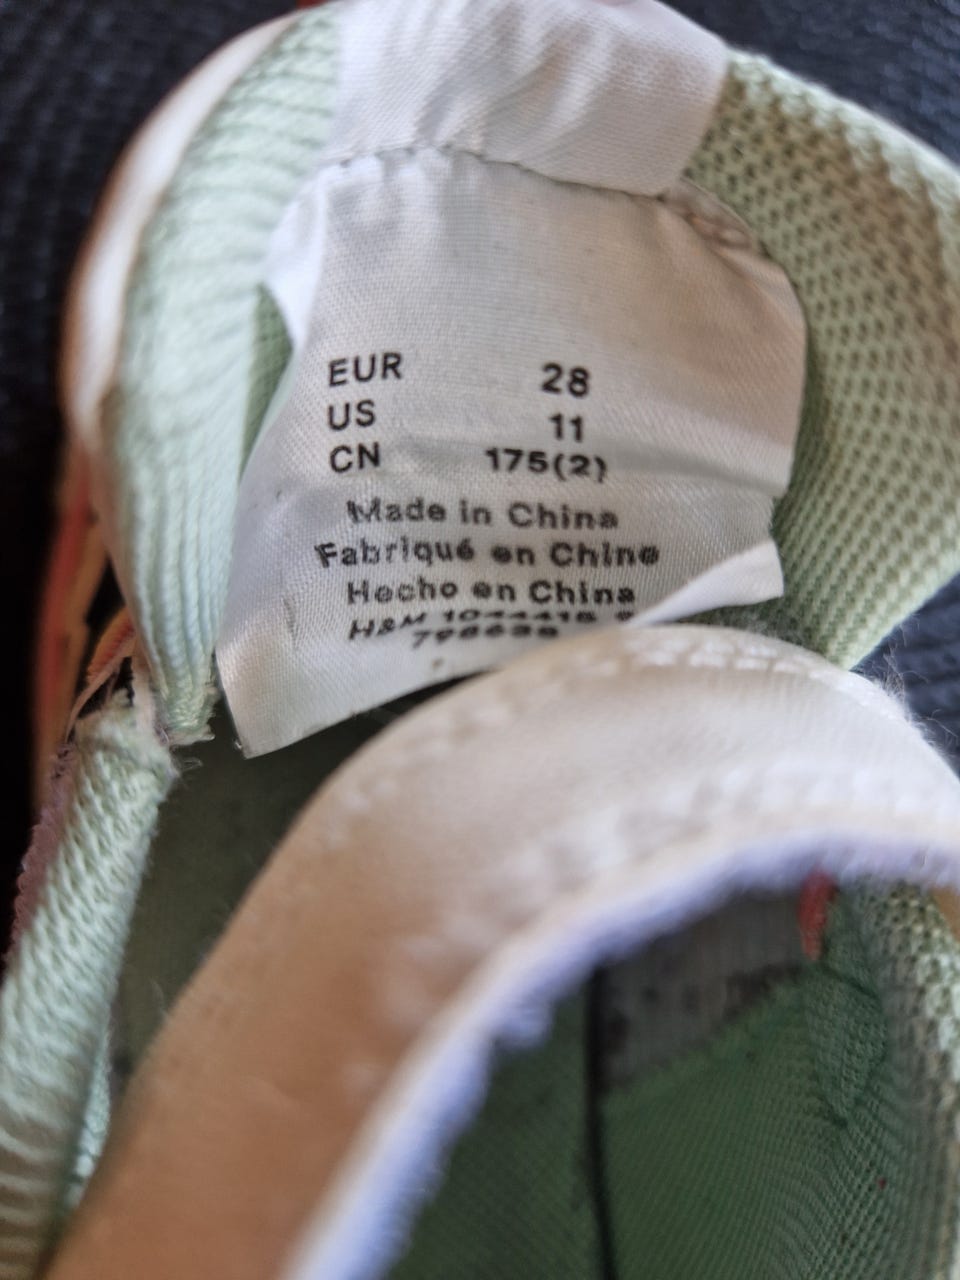 EUR 28
US 11
CN 175(2)
Made in China
Fabriqué en Chine
Hecho en China
H&M